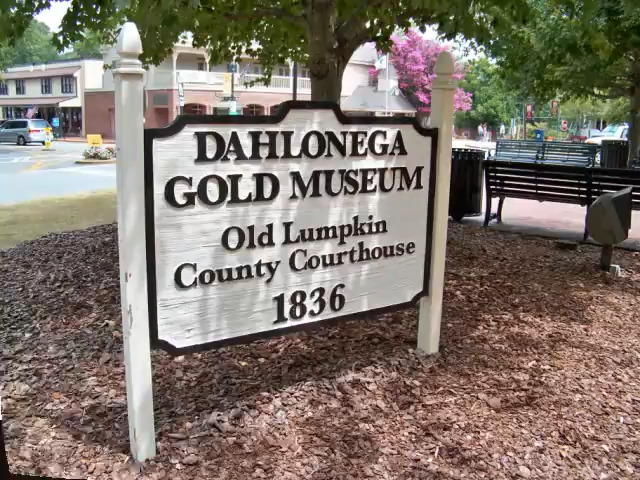 DAHLONEGA
GOLD MUSEUM
Old Lumpkin
County Courthouse
1836